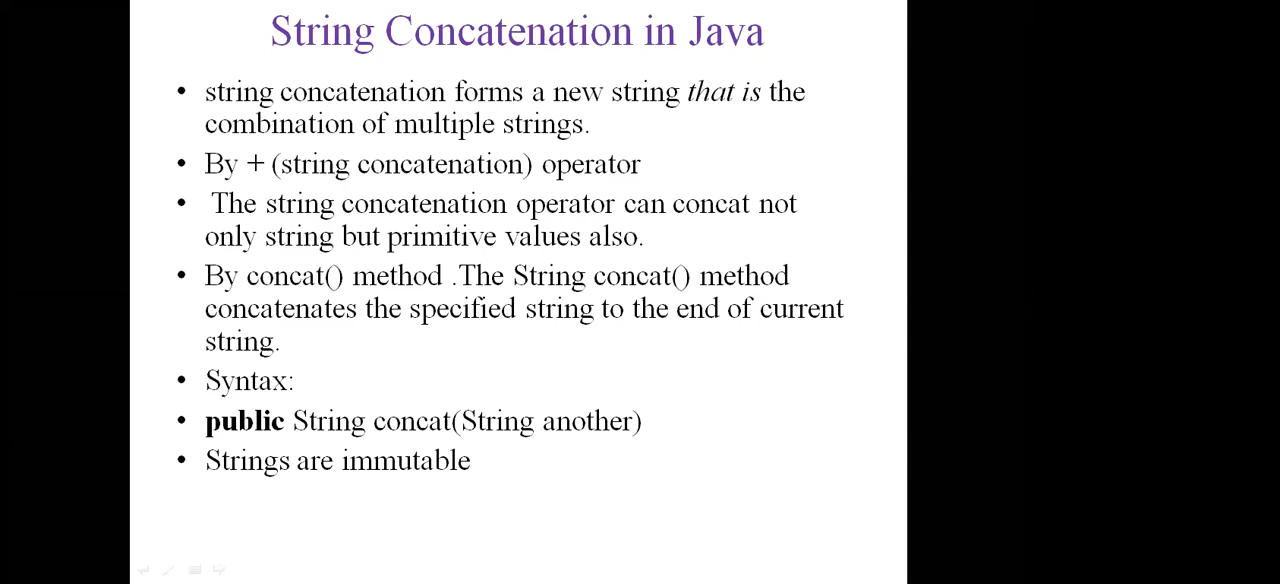 String Concatenation in Java
• string concatenation forms a new string that is the
combination of multiple strings.
• By + (string concatenation) operator
• The string concatenation operator can concat not
only string but primitive values also.
• By concat() method .The String concat() method
concatenates the specified string to the end of current
string.
• Syntax:
• public String concat(String another)
• Strings are immutable